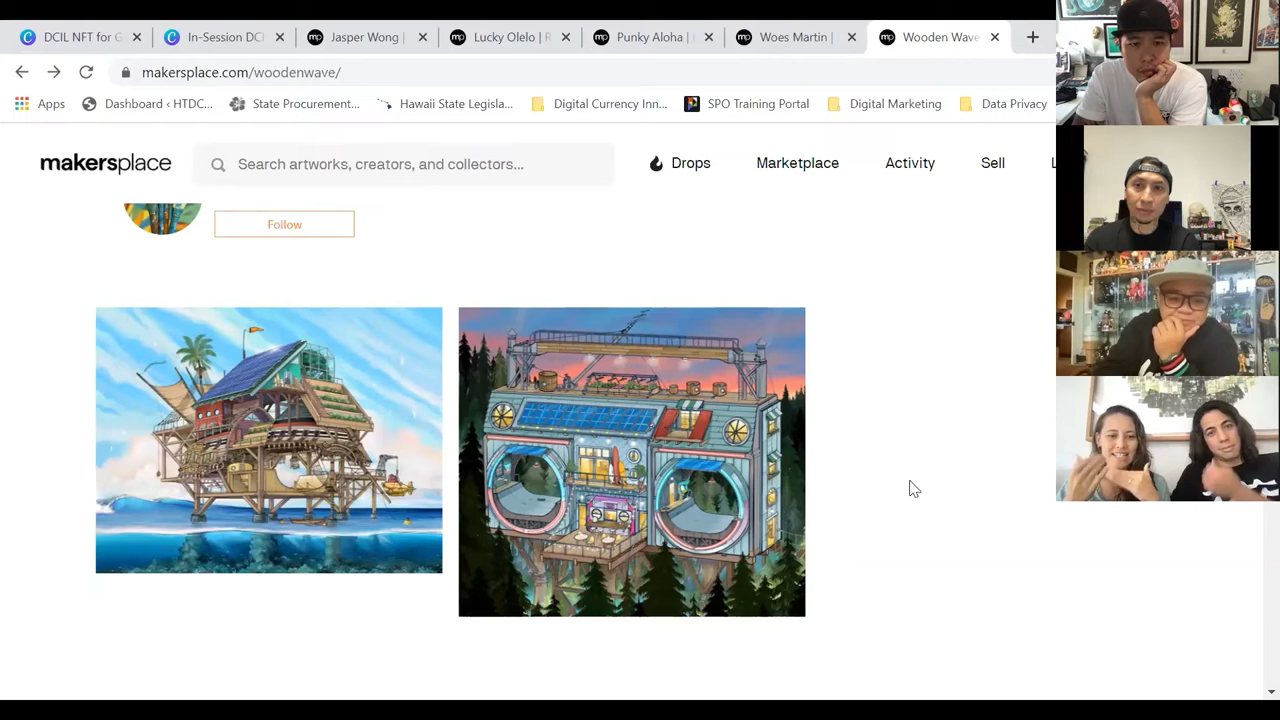 DCIL NFT for G
In-Session DCI
Jasper Wong
Lucky Olelo | R
Punky Aloha |
Woes Martin |
Wooden Wave
makersplace.com/woodenwave/
Apps
Dashboard ‹ HTDC...
State Procurement...
Hawaii State Legisla...
Digital Currency Inn...
SPO Training Portal
Digital Marketing
Data Privacy
makersplace
Search artworks, creators, and collectors...
Drops
Marketplace
Activity
Sell
Follow